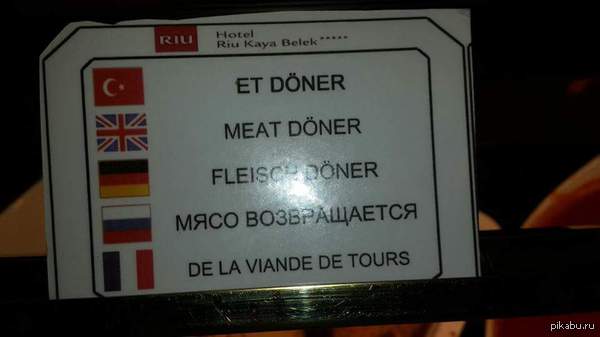 RIU Hotel
Riu Kaya Belek*****
ET DÖNER
MEAT DÖNER
FLEISCH DÖNER
МЯСО ВОЗВРАЩАЕТСЯ
DE LA VIANDE DE TOURS
pikabu.ru